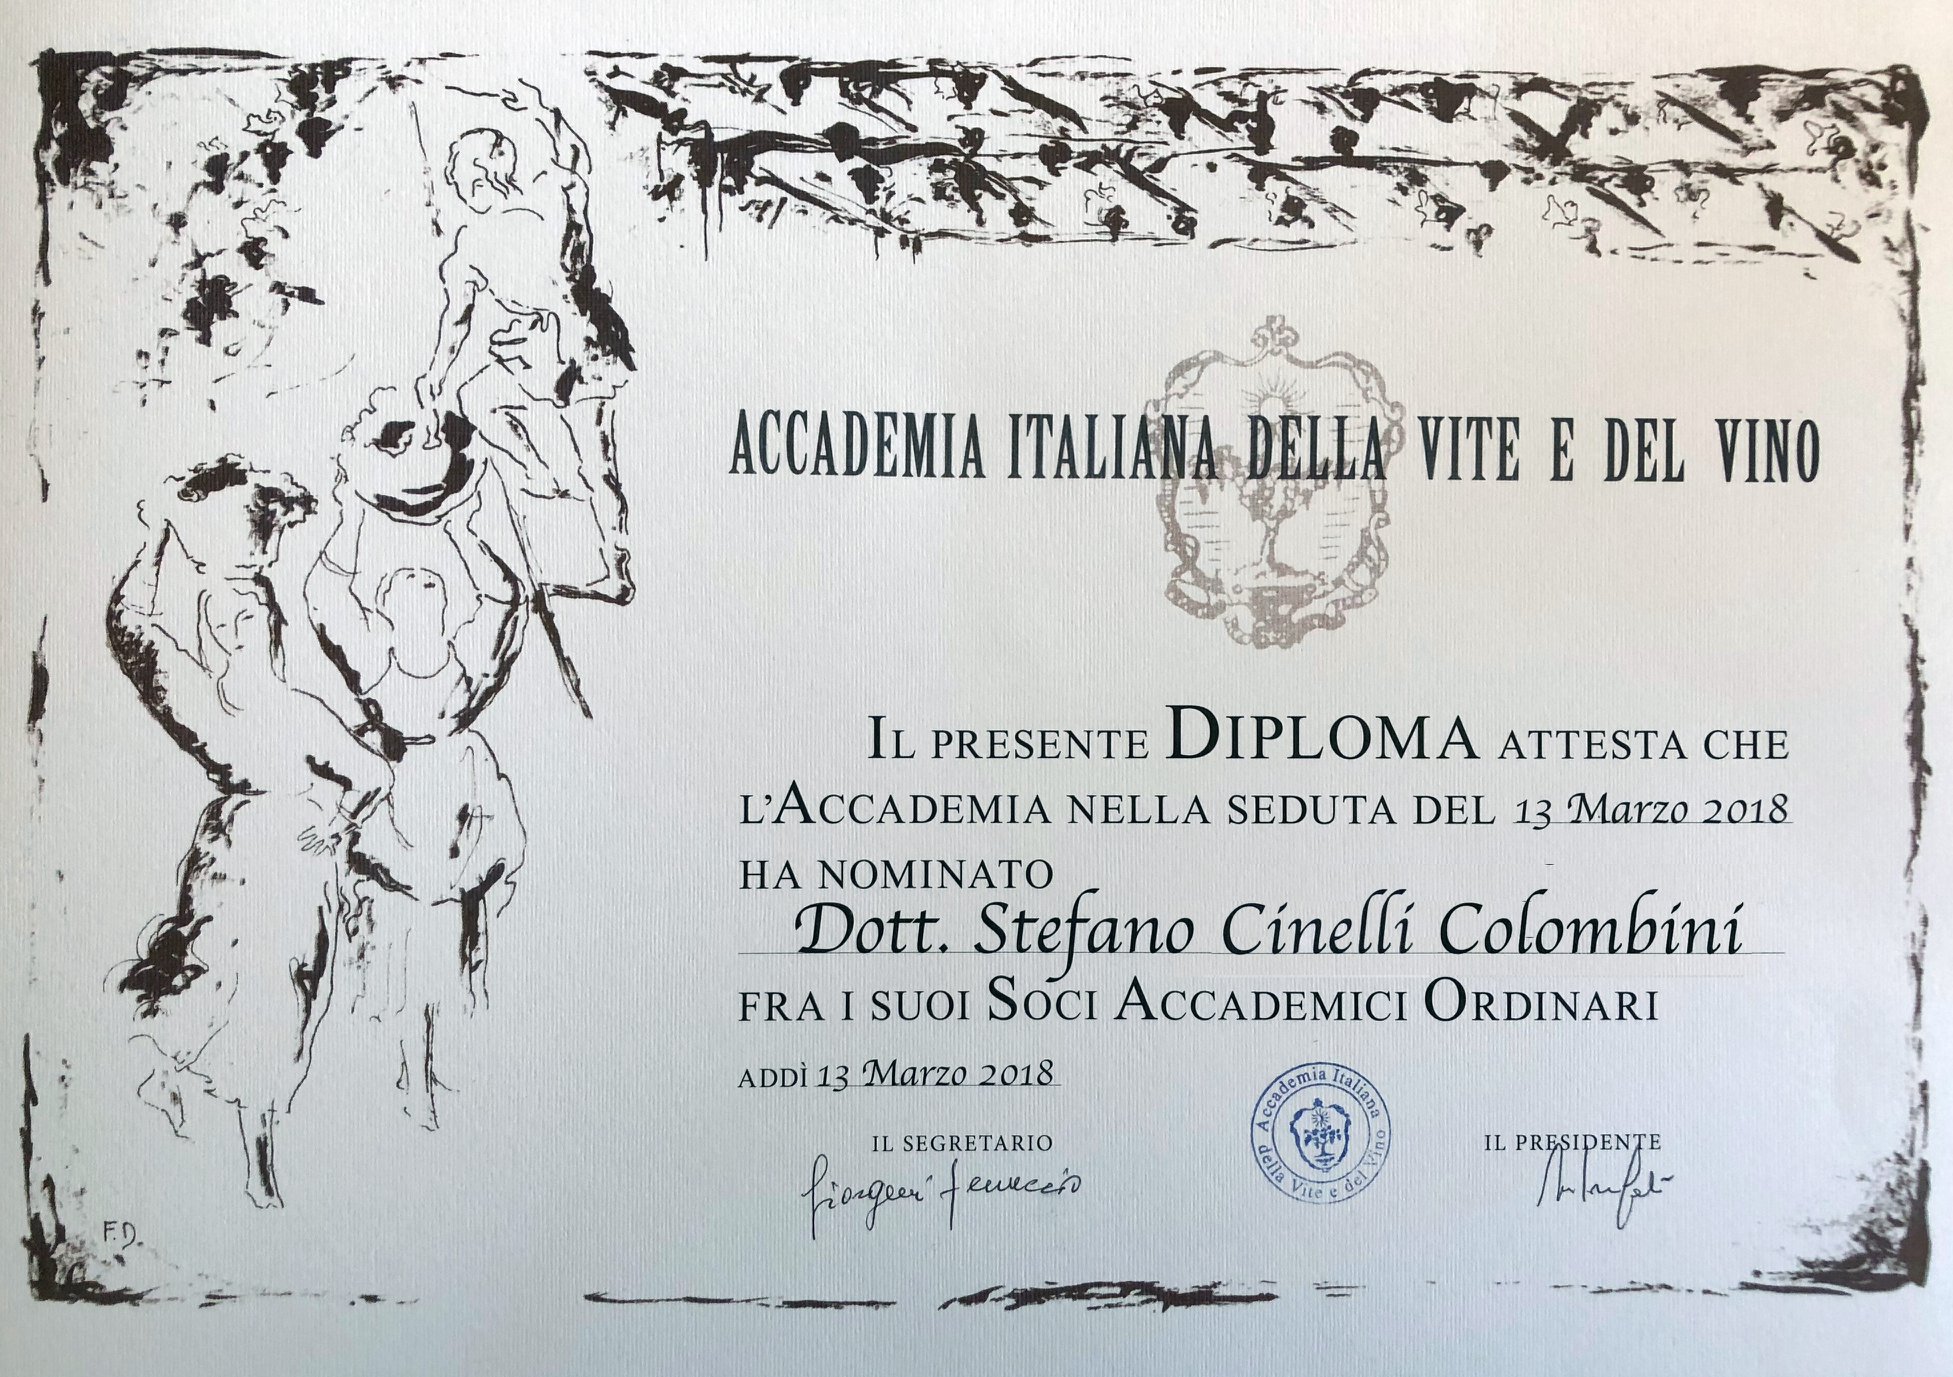 ACCADEMIA ITALIANA DELLA VITE E DEL VINO
IL PRESENTE DIPLOMA ATTESTA CHE
L'ACCADEMIA NELLA SEDUTA DEL 13 Marzo 2018
HA NOMINATO
Dott. Stefano Cinelli Colombini
FRA I SUOI SOCI ACCADEMICI ORDINARI
ADDÌ 13 Marzo 2018
IL SEGRETARIO
Accademia Italiana della Vite e del Vino
IL PRESIDENTE
F.D.